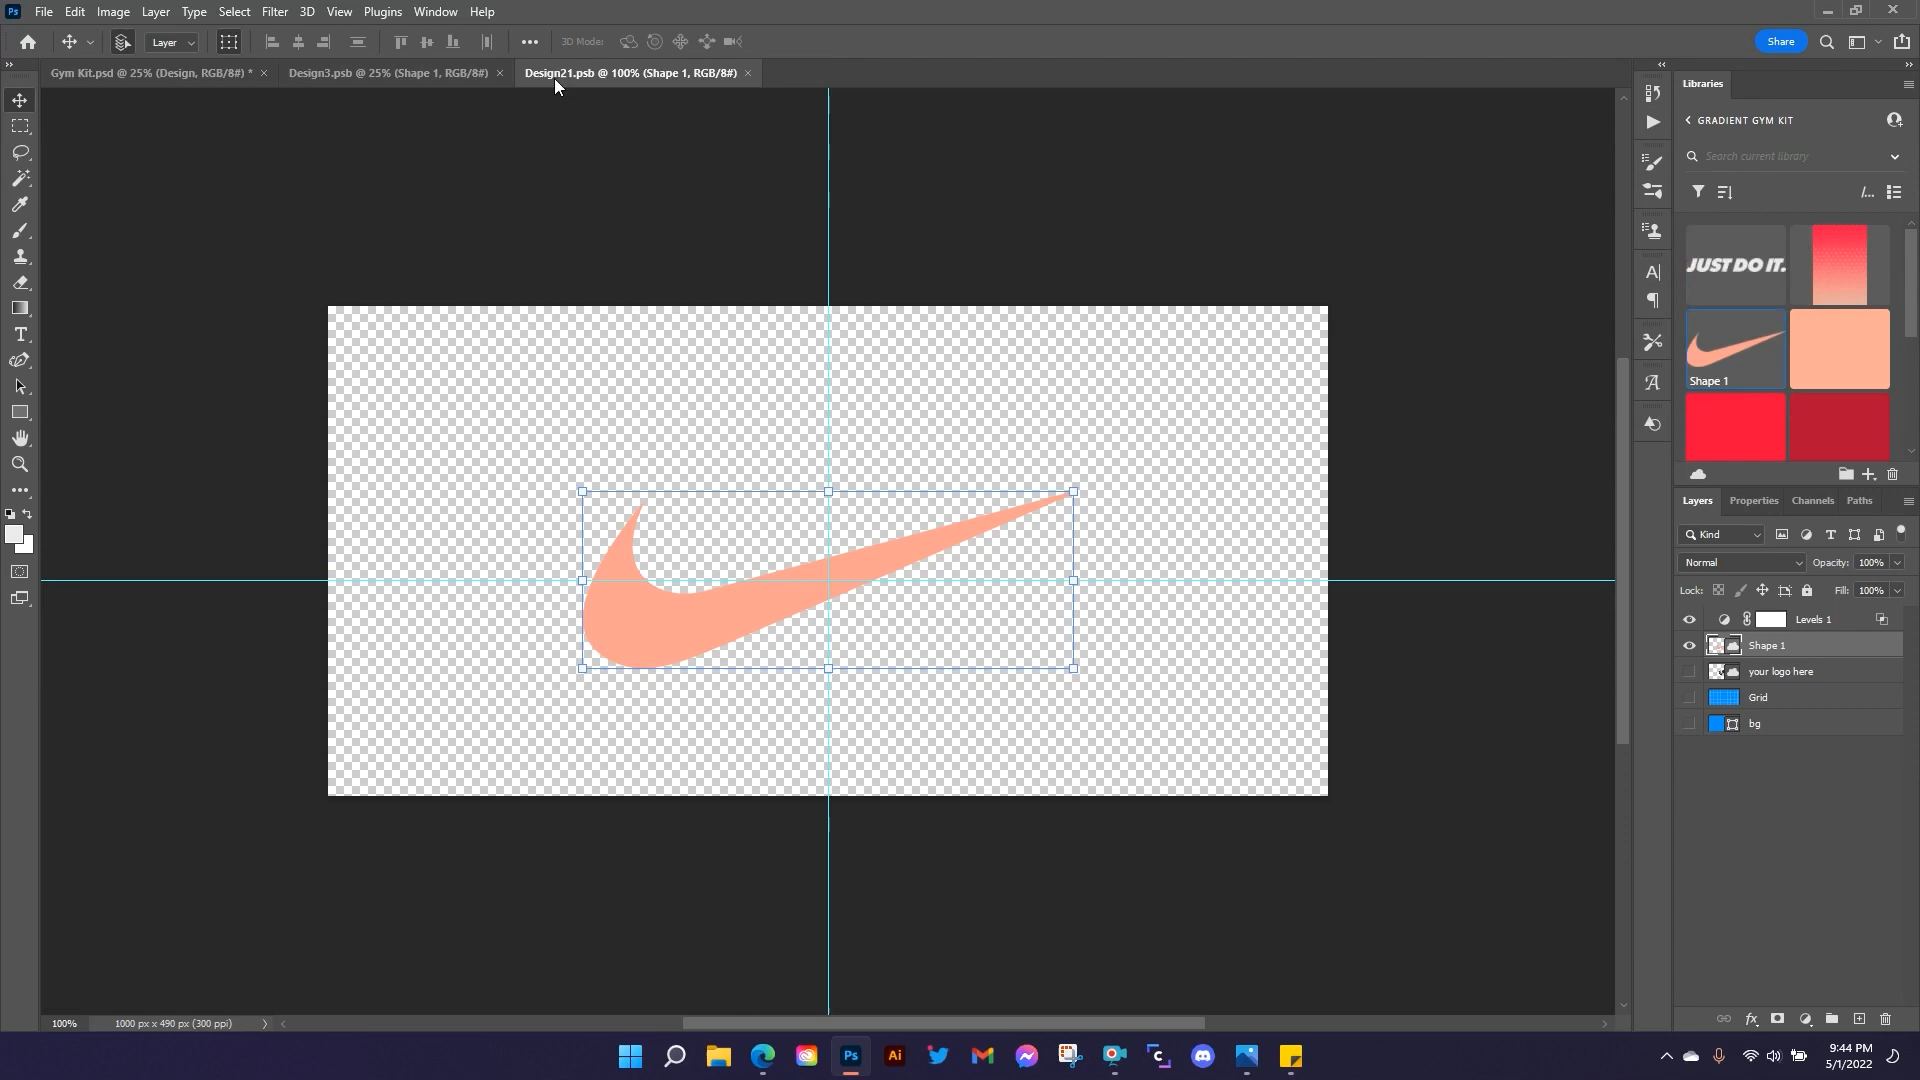 Ps File Edit Image Layer Type Select Filter 3D View Plugins Window Help
Layer 3D Mode: Share
Gym Kit.psd @ 25% (Design, RGB/8#) * Design3.psb @ 25% (Shape 1, RGB/8#) Design21.psb @ 100% (Shape 1, RGB/8#)
Libraries
GRADIENT GYM KIT
Search current library
JUST DO IT.
Shape 1
Layers Properties Channels Paths
Kind
Normal Opacity: 100%
Lock: Fill: 100%
Levels 1
Shape 1
your logo here
Grid
bg
100% 1000 px x 490 px (300 ppi)
Ps Ai
9:44 PM
5/1/2022